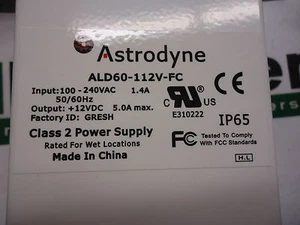 Astrodyne
ALD60-112V-FC
Input:100 - 240VAC 1.4A
50/60Hz
Output: +12VDC 5.0A max.
Factory ID: GRESH
Class 2 Power Supply
Rated For Wet Locations
Made In China
CE
c UL us
E310222
IP65
FC Tested To Comply
With FCC Standards
H.L